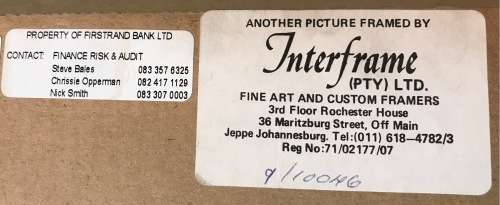 PROPERTY OF FIRSTRAND BANK LTD
CONTACT: FINANCE RISK & AUDIT
Steve Bales 083 357 6325
Chrissie Opperman 082 417 1129
Nick Smith 083 307 0003
ANOTHER PICTURE FRAMED BY
Interframe
(PTY) LTD.
FINE ART AND CUSTOM FRAMERS
3rd Floor Rochester House
36 Maritzburg Street, Off Main
Jeppe Johannesburg. Tel:(011) 618-4782/3
Reg No:71/02177/07